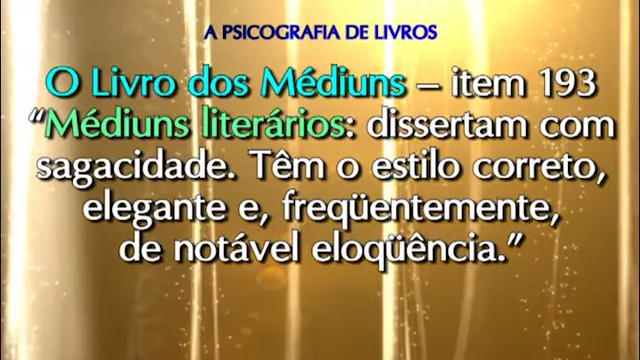 A PSICOGRAFIA DE LIVROS
O Livro dos Médiuns – item 193
“Médiuns literários: dissertam com
sagacidade. Têm o estilo correto,
elegante e, freqüentemente,
de notável eloqüência.”